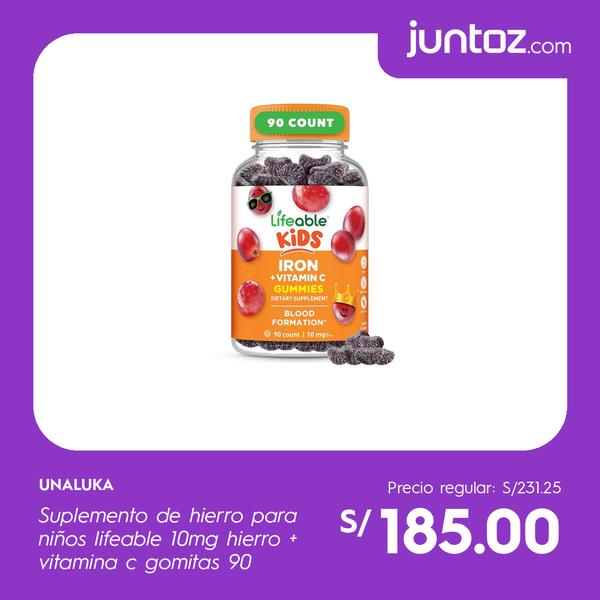 juntoz.com
90 COUNT
Lifeable
KiDS
IRON
+ VITAMIN C
GUMMIES
DIETARY SUPPLEMENT
BLOOD
FORMATION*
90 count | 10 mg
UNALUKA
Suplemento de hierro para
niños lifeable 10mg hierro +
vitamina c gomitas 90
Precio regular: S/231.25
S/185.00